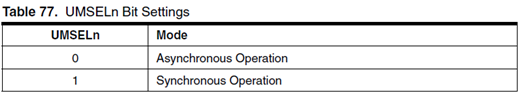 Table 77. UMSELn Bit Settings
UMSELn Mode
0 Asynchronous Operation
1 Synchronous Operation